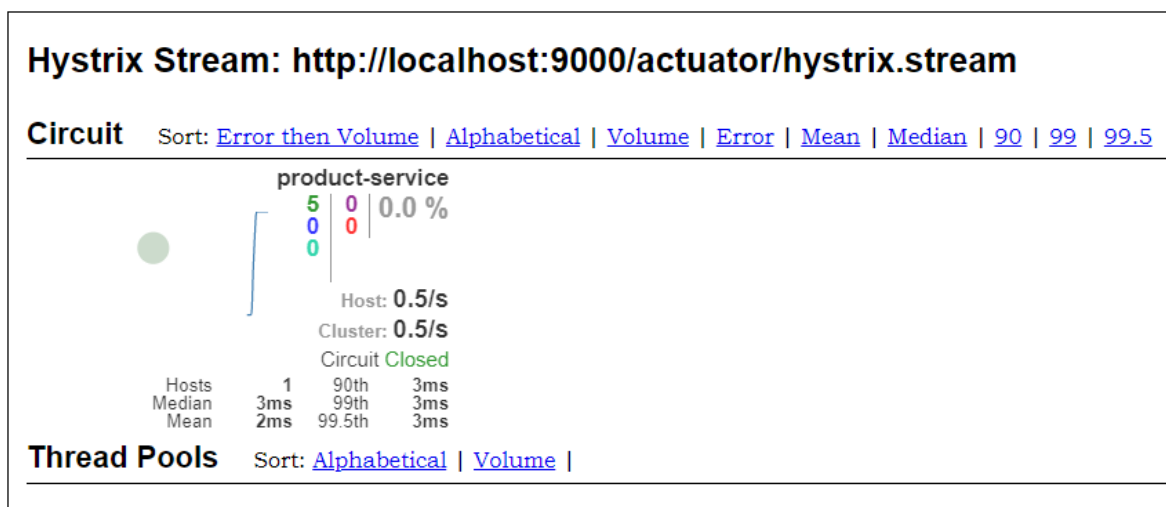 Hystrix Stream: http://localhost:9000/actuator/hystrix.stream
Circuit Sort: Error then Volume | Alphabetical | Volume | Error | Mean | Median | 90 | 99 | 99.5
product-service
5 0 0.0 %
0 0
0
Host: 0.5/s
Cluster: 0.5/s
Circuit Closed
Hosts 1 90th 3ms
Median 3ms 99th 3ms
Mean 2ms 99.5th 3ms
Thread Pools Sort: Alphabetical | Volume |